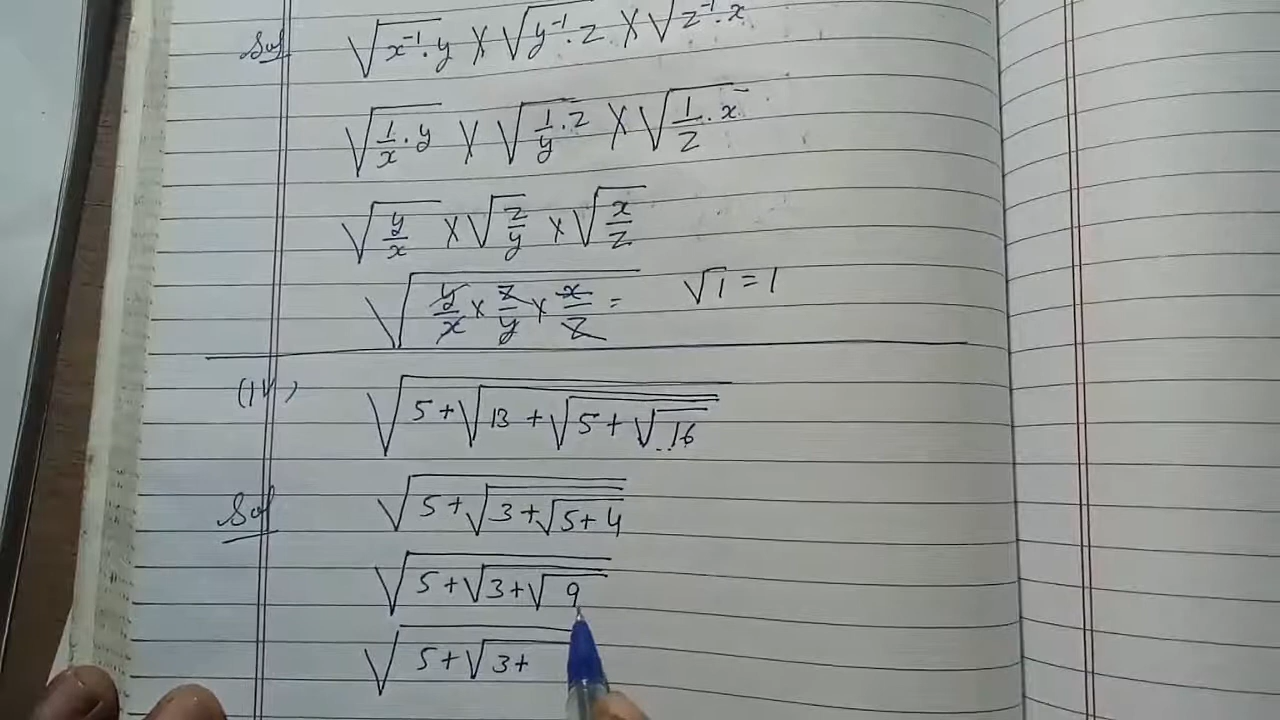 Sol √(x⁻¹·y) × √(y⁻¹·z) × √(z⁻¹·x)
√(1/x · y) × √(1/y · z) × √(1/z · x)
√(y/x) × √(z/y) × √(x/z)
√(y/x × z/y × x/z) = √1 = 1
(IV) √(5+√(13+√(5+√16)))
Sol √(5+√(3+√(5+4)))
√(5+√(3+√9))
√(5+√(3+